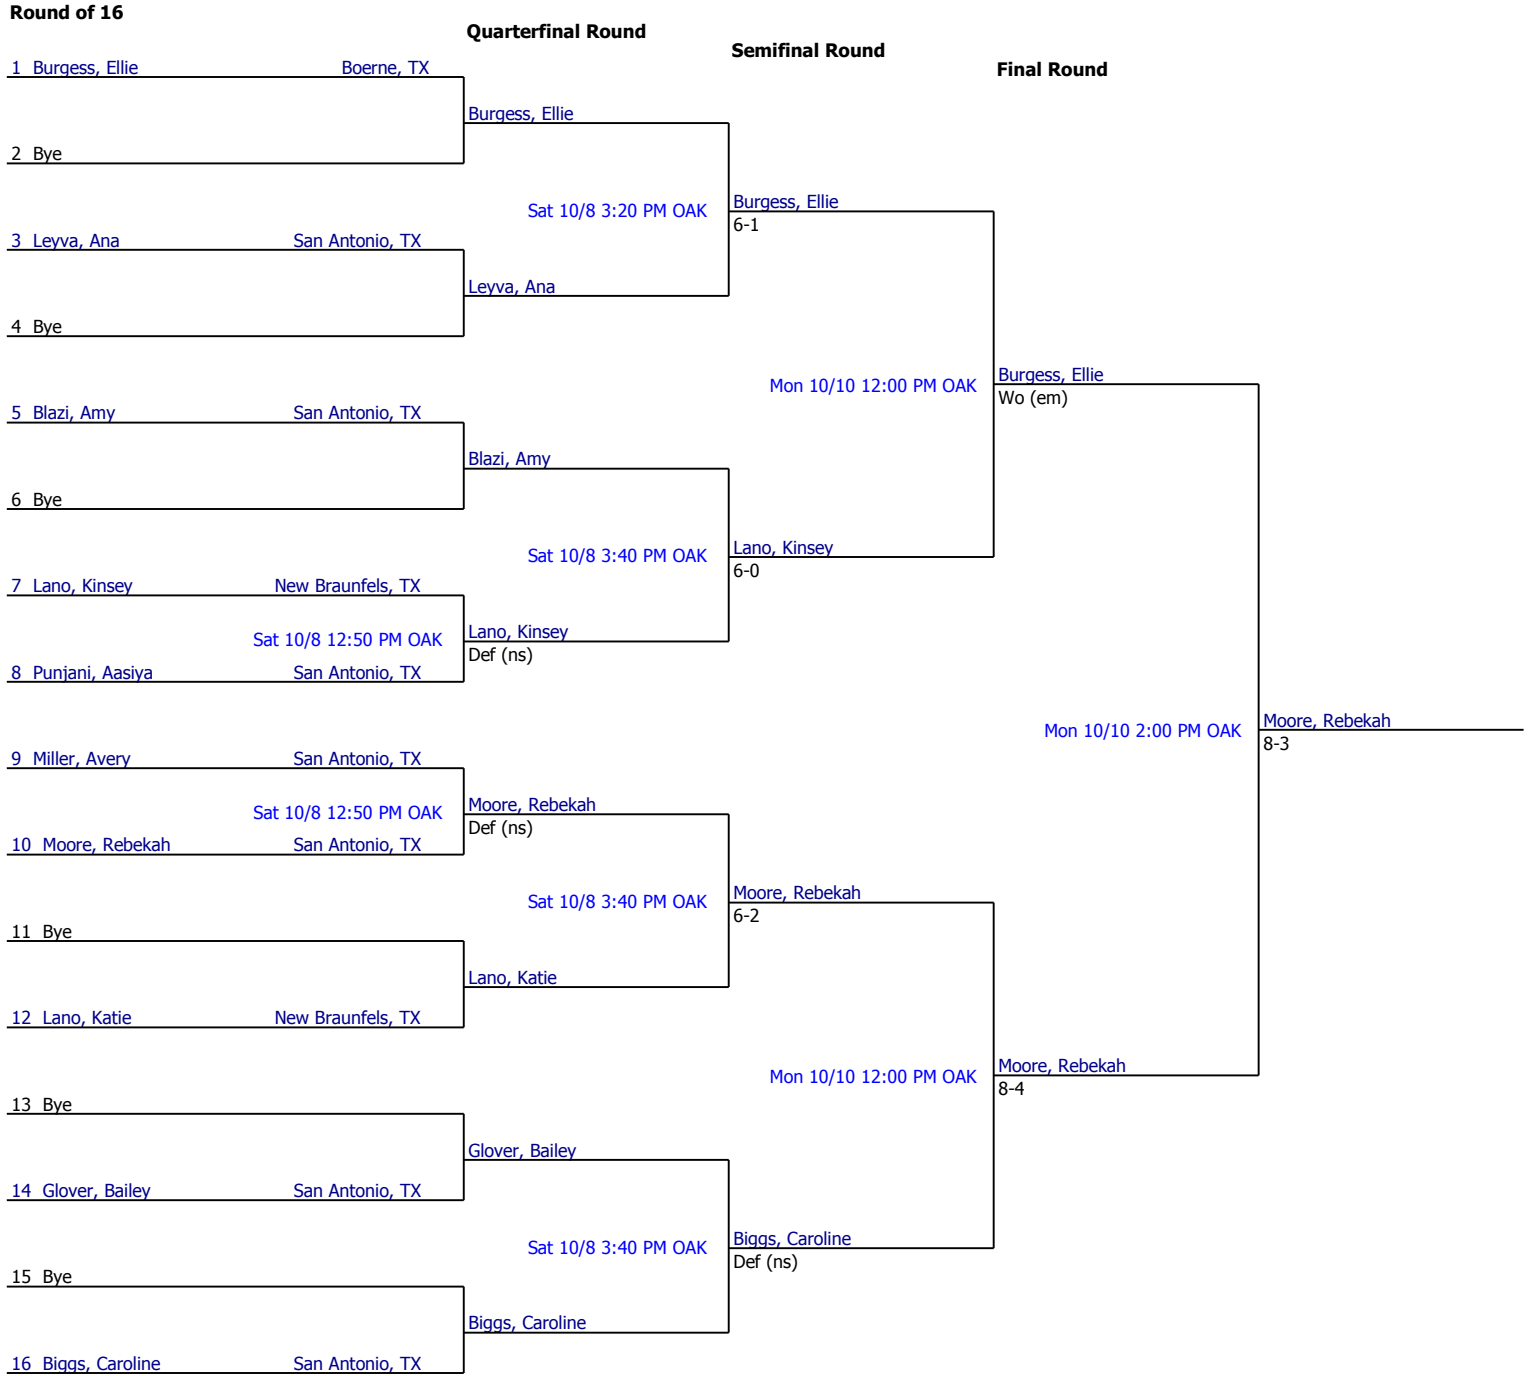 Round of 16
Quarterfinal Round
Semifinal Round
Final Round
1 Burgess, Ellie Boerne, TX
Burgess, Ellie
2 Bye
Sat 10/8 3:20 PM OAK
Burgess, Ellie
6-1
3 Leyva, Ana San Antonio, TX
Leyva, Ana
4 Bye
Mon 10/10 12:00 PM OAK
Burgess, Ellie
Wo (em)
5 Blazi, Amy San Antonio, TX
Blazi, Amy
6 Bye
Sat 10/8 3:40 PM OAK
Lano, Kinsey
6-0
7 Lano, Kinsey New Braunfels, TX
Sat 10/8 12:50 PM OAK
Lano, Kinsey
Def (ns)
8 Punjani, Aasiya San Antonio, TX
Mon 10/10 2:00 PM OAK
Moore, Rebekah
8-3
9 Miller, Avery San Antonio, TX
Sat 10/8 12:50 PM OAK
Moore, Rebekah
Def (ns)
10 Moore, Rebekah San Antonio, TX
Sat 10/8 3:40 PM OAK
Moore, Rebekah
6-2
11 Bye
Lano, Katie
12 Lano, Katie New Braunfels, TX
Mon 10/10 12:00 PM OAK
Moore, Rebekah
8-4
13 Bye
Glover, Bailey
14 Glover, Bailey San Antonio, TX
Sat 10/8 3:40 PM OAK
Biggs, Caroline
Def (ns)
15 Bye
Biggs, Caroline
16 Biggs, Caroline San Antonio, TX